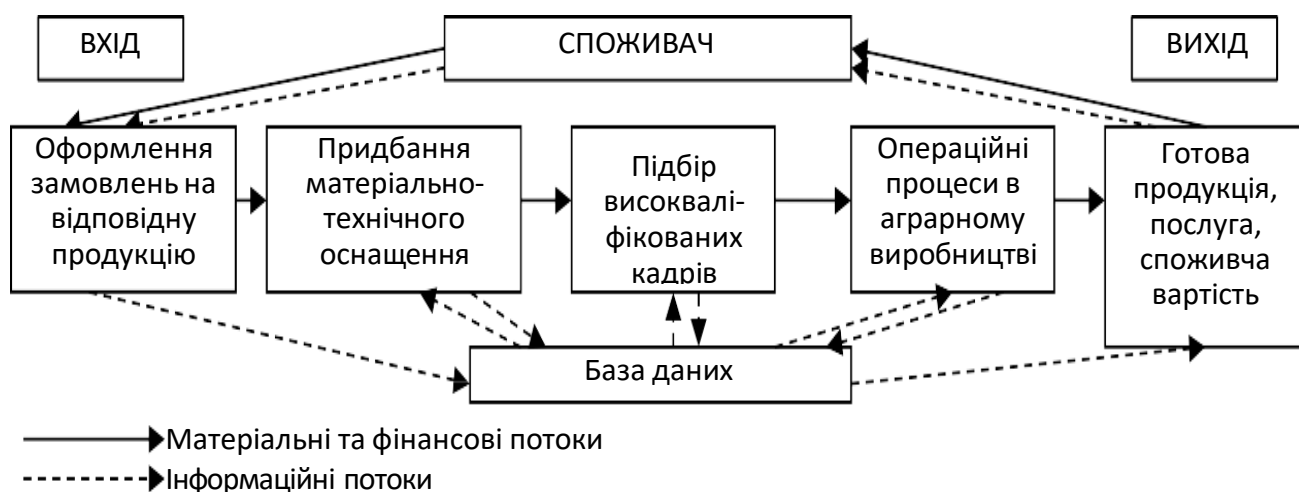 ВХІД
СПОЖИВАЧ
ВИХІД
Оформлення
замовлень на
відповідну
продукцію
Придбання
матеріально-
технічного
оснащення
Підбір
висококвалі-
фікованих
кадрів
Операційні
процеси в
аграрному
виробництві
Готова
продукція,
послуга,
споживча
вартість
База даних
Матеріальні та фінансові потоки
Інформаційні потоки